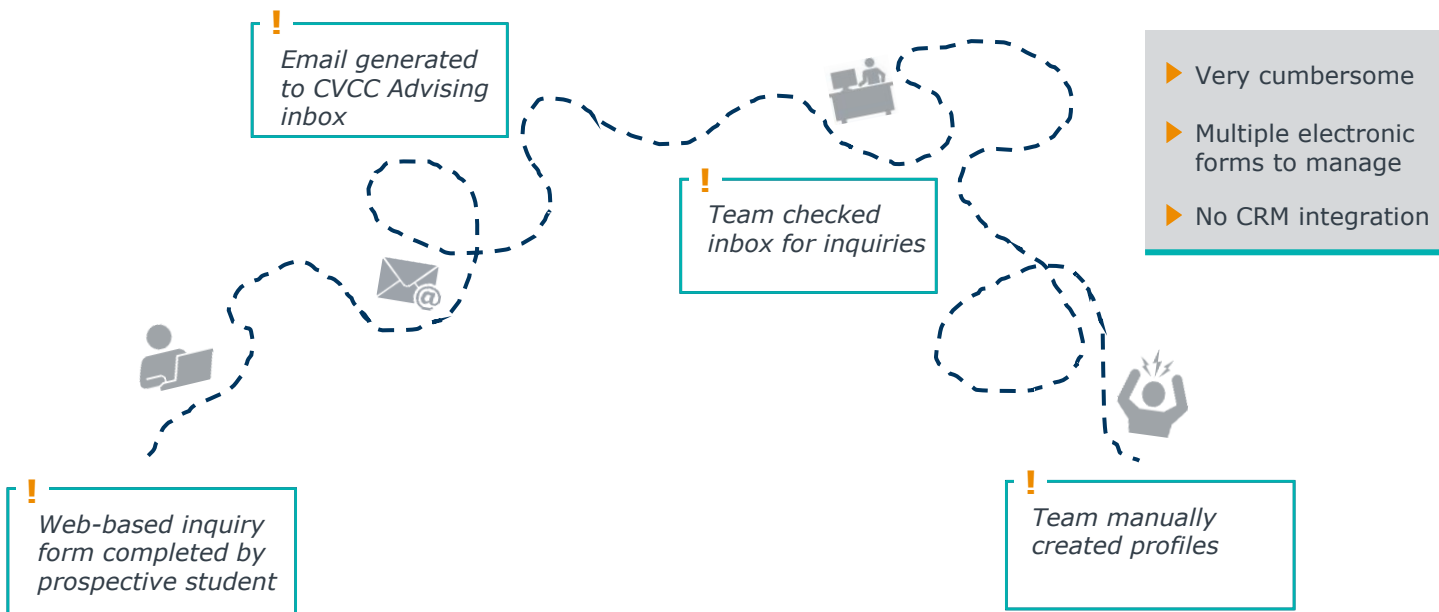 !
Email generated
to CVCC Advising
inbox
Very cumbersome
Multiple electronic
forms to manage
No CRM integration
!
Team checked
inbox for inquiries
@
!
Web-based inquiry
form completed by
prospective student
!
Team manually
created profiles